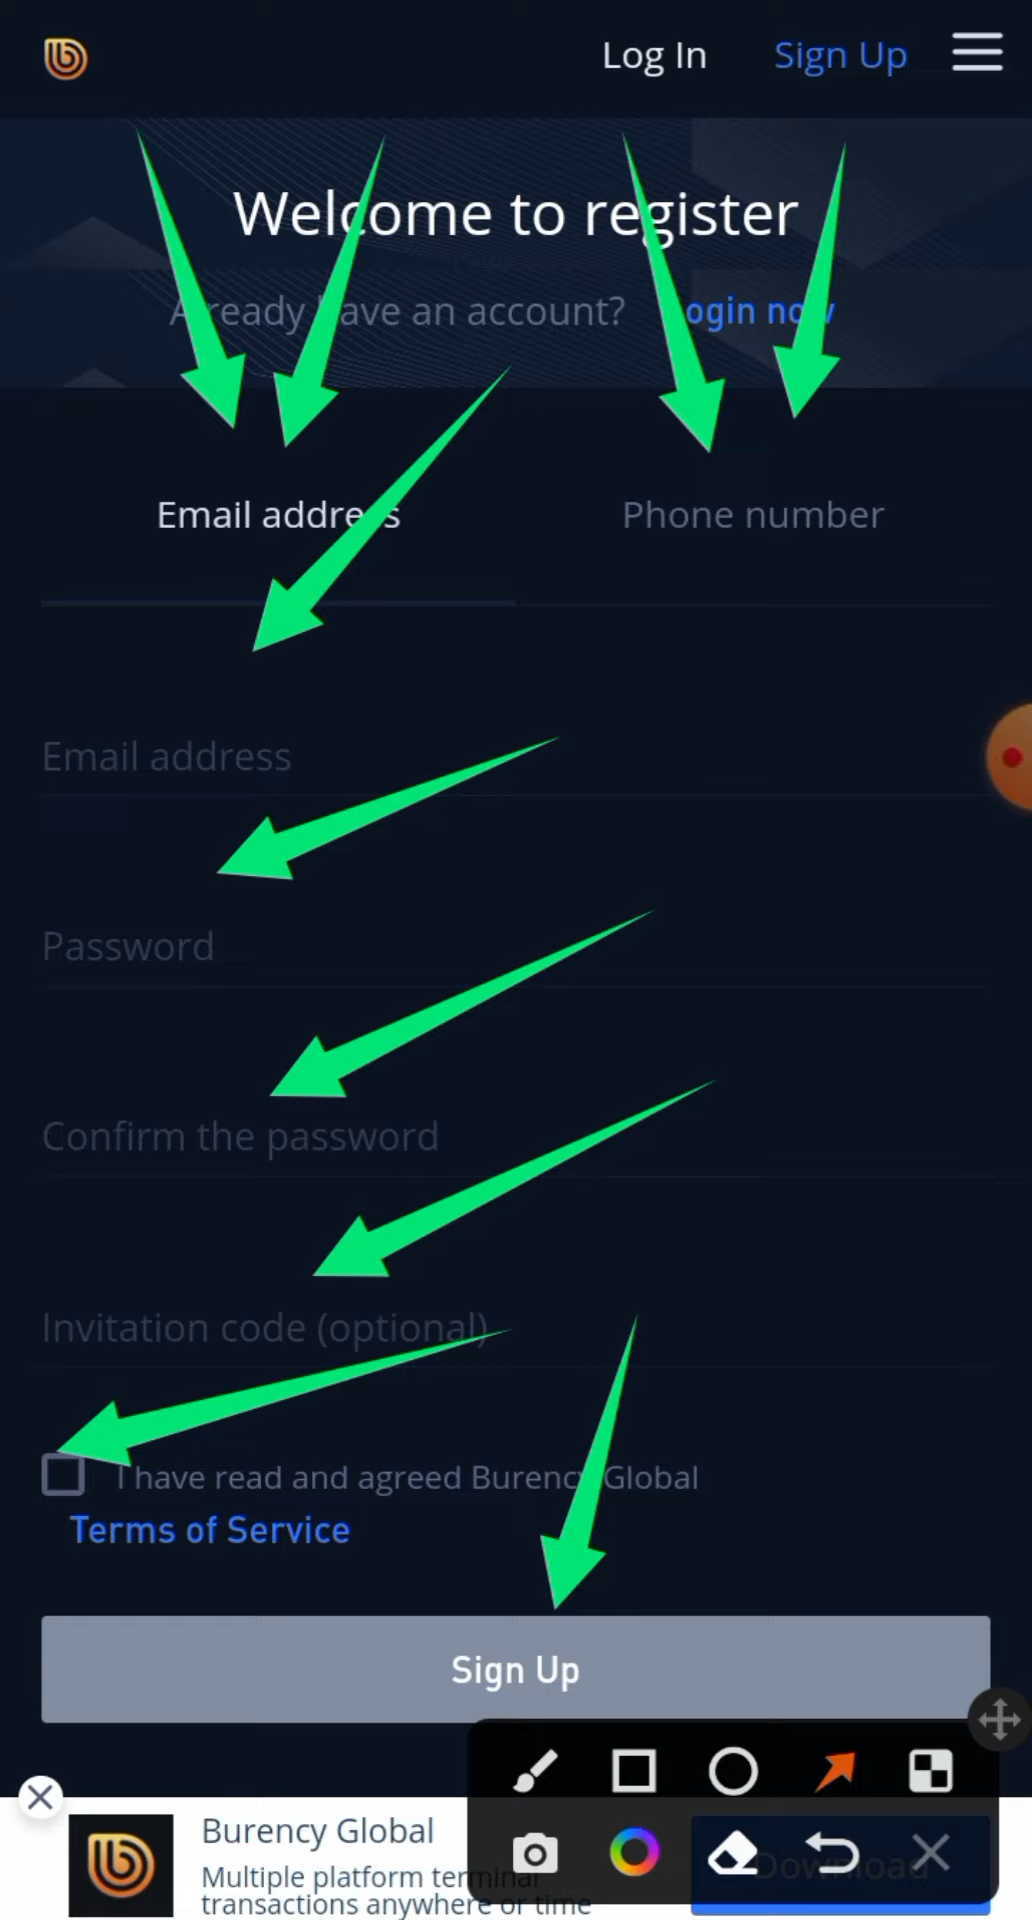 Log In Sign Up
Welcome to register
Already have an account? Login now
Email address Phone number
Email address
Password
Confirm the password
Invitation code (optional)
I have read and agreed Burency Global
Terms of Service
Sign Up
Burency Global
Multiple platform terminal
transactions anywhere or time
Download